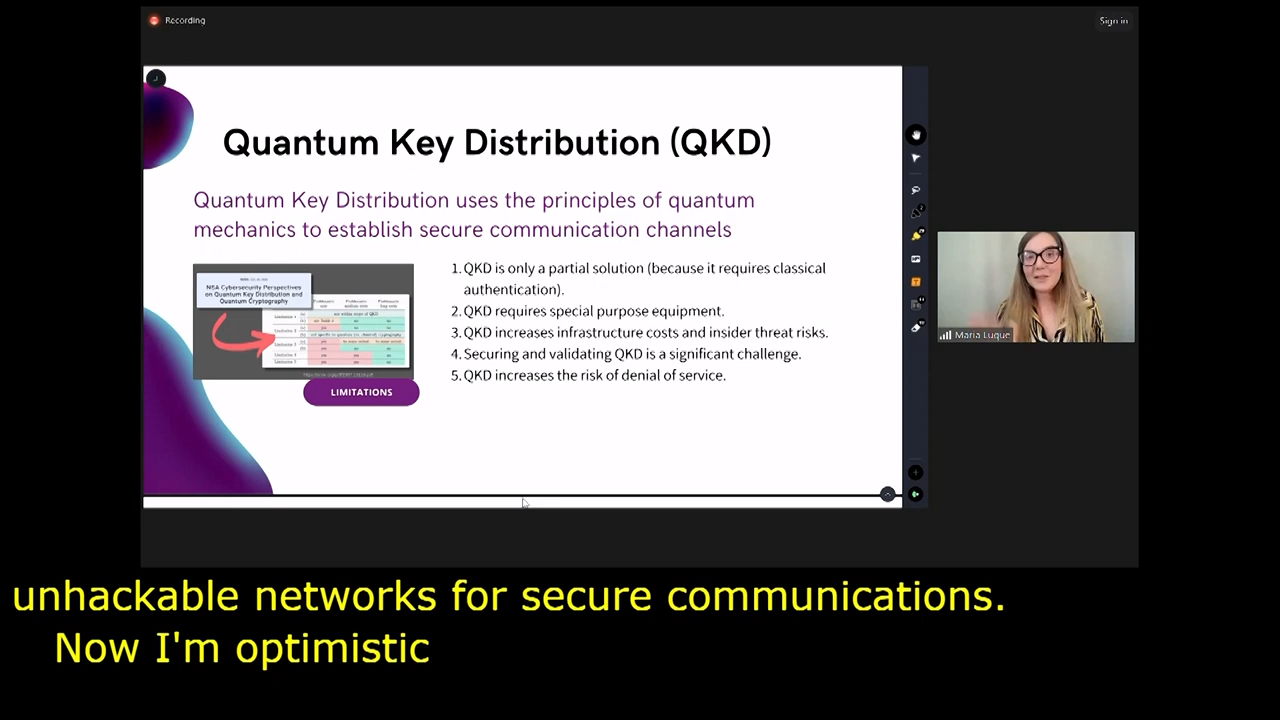 Recording
Sign in
Quantum Key Distribution (QKD)
Quantum Key Distribution uses the principles of quantum
mechanics to establish secure communication channels
NSA Cybersecurity Perspectives
on Quantum Key Distribution and
Quantum Cryptography
LIMITATIONS
1. QKD is only a partial solution (because it requires classical
authentication).
2. QKD requires special purpose equipment.
3. QKD increases infrastructure costs and insider threat risks.
4. Securing and validating QKD is a significant challenge.
5. QKD increases the risk of denial of service.
Maria Luque
unhackable networks for secure communications.
Now I'm optimistic